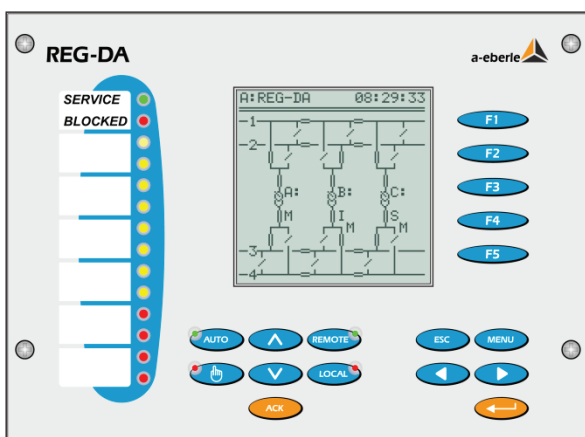 REG-DA
a-eberle
SERVICE
BLOCKED
A:REG-DA 08:29:33
-1
-2-
A: B: C:
M I S
M M
-3
-4
F1
F2
F3
F4
F5
AUTO REMOTE ESC MENU
LOCAL
ACK